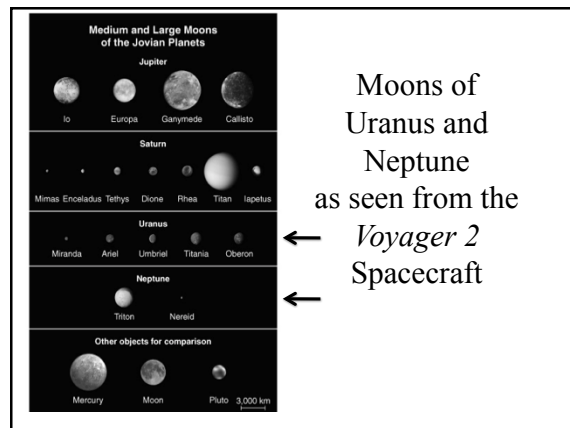 Medium and Large Moons
of the Jovian Planets
Jupiter
Io Europa Ganymede Callisto
Saturn
Mimas Enceladus Tethys Dione Rhea Titan Iapetus
Uranus
Miranda Ariel Umbriel Titania Oberon
Neptune
Triton Nereid
Other objects for comparison
Mercury Moon Pluto 3,000 km
Moons of
Uranus and
Neptune
as seen from the
Voyager 2
Spacecraft